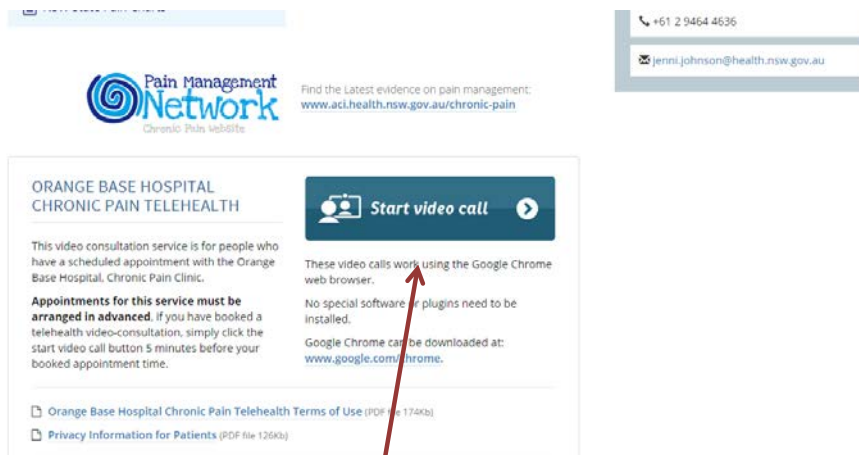 +61 2 9464 4636
jenni.johnson@health.nsw.gov.au
Pain Management
Network
Chronic Pain Website
Find the Latest evidence on pain management:
www.aci.health.nsw.gov.au/chronic-pain
ORANGE BASE HOSPITAL
CHRONIC PAIN TELEHEALTH
This video consultation service is for people who
have a scheduled appointment with the Orange
Base Hospital, Chronic Pain Clinic.
Appointments for this service must be
arranged in advanced. if you have booked a
telehealth video-consultation, simply click the
start video call button 5 minutes before your
booked appointment time.
Start video call
These video calls work using the Google Chrome
web browser.
No special software or plugins need to be
installed.
Google Chrome can be downloaded at:
www.google.com/chrome.
Orange Base Hospital Chronic Pain Telehealth Terms of Use (PDF file 174Kb)
Privacy Information for Patients (PDF file 126Kb)